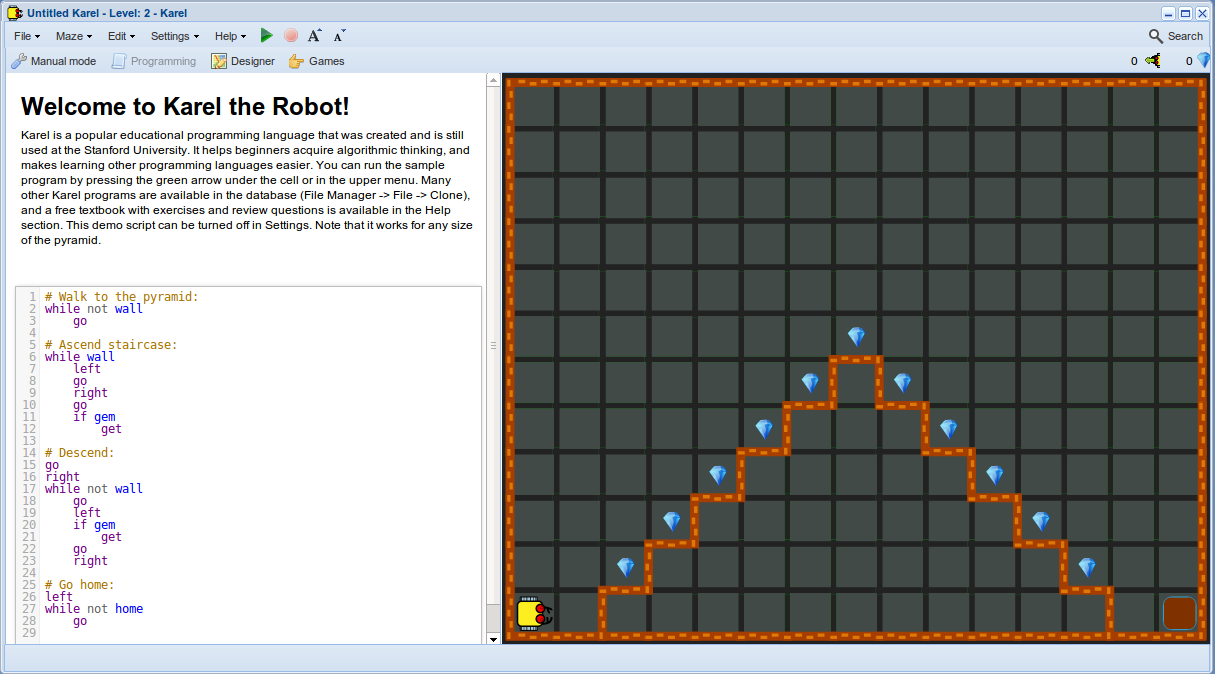 Untitled Karel - Level: 2 - Karel
File Maze Edit Settings Help A A Search
Manual mode Programming Designer Games 0 0
Welcome to Karel the Robot!
Karel is a popular educational programming language that was created and is still
used at the Stanford University. It helps beginners acquire algorithmic thinking, and
makes learning other programming languages easier. You can run the sample
program by pressing the green arrow under the cell or in the upper menu. Many
other Karel programs are available in the database (File Manager -> File -> Clone),
and a free textbook with exercises and review questions is available in the Help
section. This demo script can be turned off in Settings. Note that it works for any size
of the pyramid.
1 # Walk to the pyramid:
2 while not wall
3     go
4
5 # Ascend staircase:
6 while wall
7     left
8     go
9     right
10     go
11     if gem
12         get
13
14 # Descend:
15 go
16 right
17 while not wall
18     go
19     left
20     if gem
21         get
22     go
23     right
24
25 # Go home:
26 left
27 while not home
28     go
29